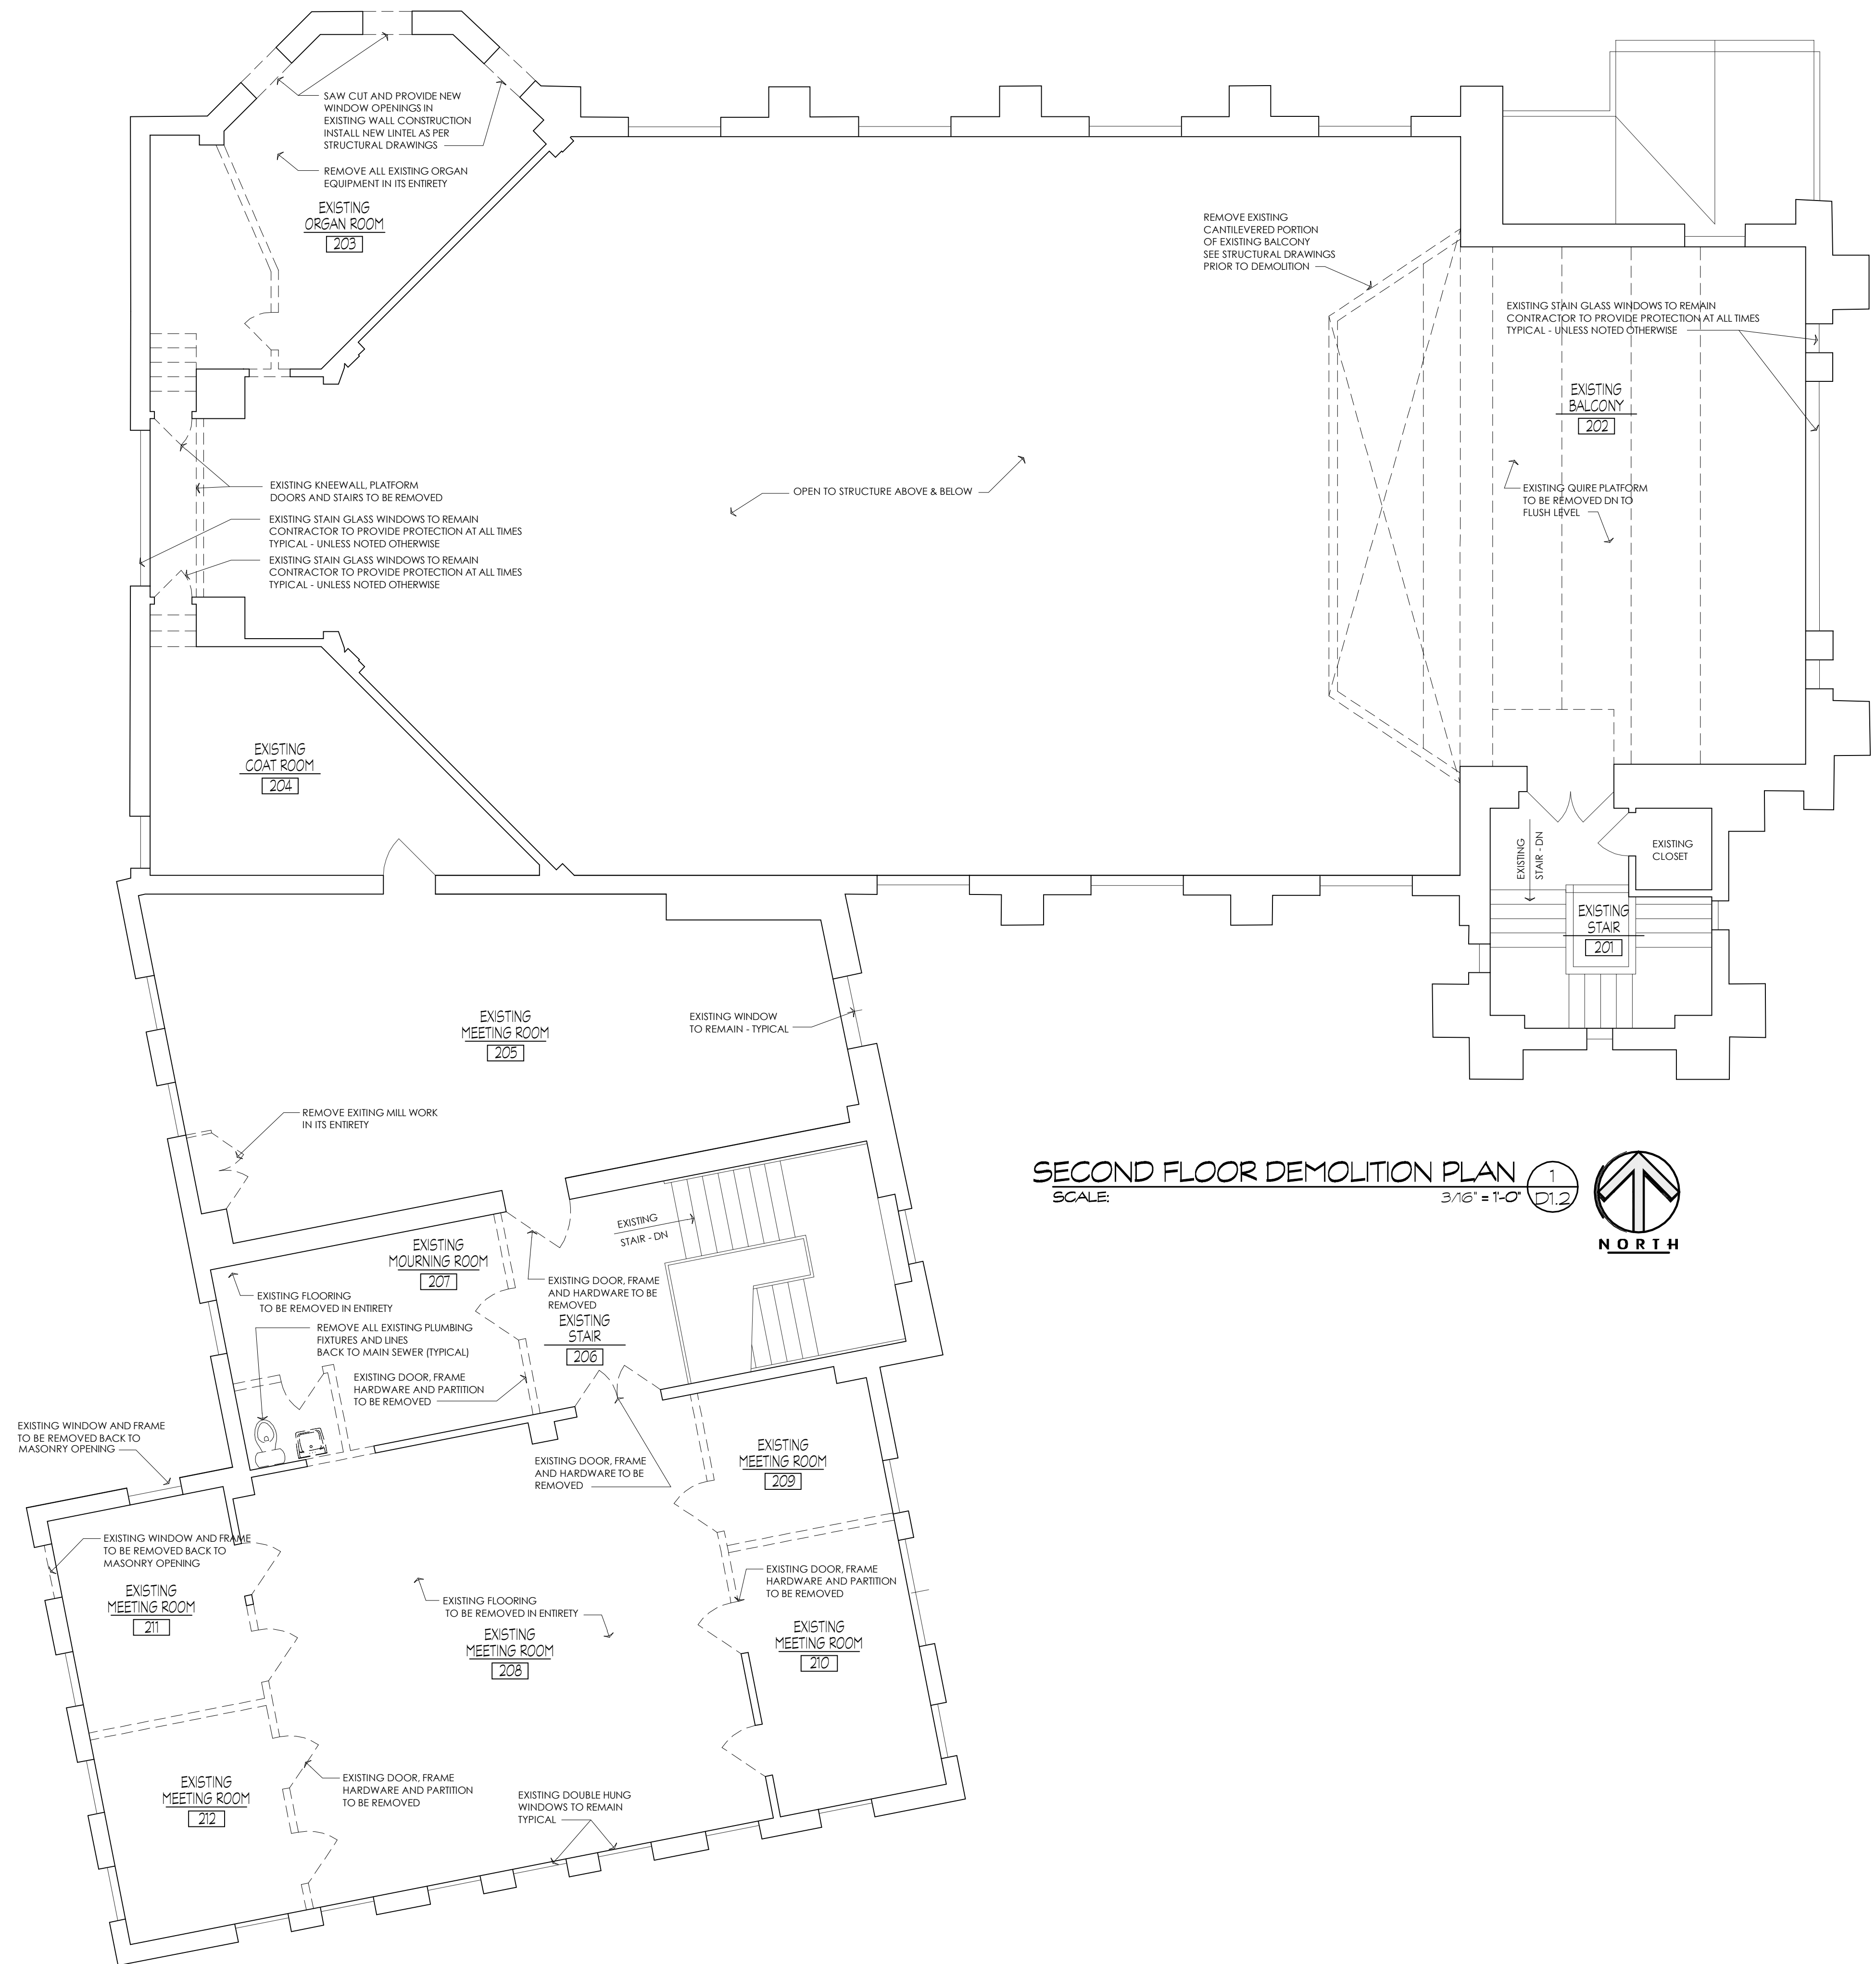 SAW CUT AND PROVIDE NEW
WINDOW OPENINGS IN
EXISTING WALL CONSTRUCTION
INSTALL NEW LINTEL AS PER
STRUCTURAL DRAWINGS
REMOVE ALL EXISTING ORGAN
EQUIPMENT IN ITS ENTIRETY
EXISTING
ORGAN ROOM
203
REMOVE EXISTING
CANTILEVERED PORTION
OF EXISTING BALCONY
SEE STRUCTURAL DRAWINGS
PRIOR TO DEMOLITION
EXISTING STAIN GLASS WINDOWS TO REMAIN
CONTRACTOR TO PROVIDE PROTECTION AT ALL TIMES
TYPICAL - UNLESS NOTED OTHERWISE
EXISTING
BALCONY
202
EXISTING KNEEWALL, PLATFORM
DOORS AND STAIRS TO BE REMOVED
OPEN TO STRUCTURE ABOVE & BELOW
EXISTING QUIRE PLATFORM
TO BE REMOVED DN TO
FLUSH LEVEL
EXISTING STAIN GLASS WINDOWS TO REMAIN
CONTRACTOR TO PROVIDE PROTECTION AT ALL TIMES
TYPICAL - UNLESS NOTED OTHERWISE
EXISTING STAIN GLASS WINDOWS TO REMAIN
CONTRACTOR TO PROVIDE PROTECTION AT ALL TIMES
TYPICAL - UNLESS NOTED OTHERWISE
EXISTING
COAT ROOM
204
EXISTING
STAIR - DN
EXISTING
CLOSET
EXISTING
STAIR
201
EXISTING
MEETING ROOM
205
EXISTING WINDOW
TO REMAIN - TYPICAL
REMOVE EXITING MILL WORK
IN ITS ENTIRETY
SECOND FLOOR DEMOLITION PLAN
SCALE:
3/16" = 1'-0"
1
D1.2
NORTH
EXISTING
STAIR - DN
EXISTING
MOURNING ROOM
207
EXISTING FLOORING
TO BE REMOVED IN ENTIRETY
EXISTING DOOR, FRAME
AND HARDWARE TO BE
REMOVED
EXISTING
STAIR
206
REMOVE ALL EXISTING PLUMBING
FIXTURES AND LINES
BACK TO MAIN SEWER (TYPICAL)
EXISTING DOOR, FRAME
HARDWARE AND PARTITION
TO BE REMOVED
EXISTING WINDOW AND FRAME
TO BE REMOVED BACK TO
MASONRY OPENING
EXISTING DOOR, FRAME
AND HARDWARE TO BE
REMOVED
EXISTING
MEETING ROOM
209
EXISTING WINDOW AND FRAME
TO BE REMOVED BACK TO
MASONRY OPENING
EXISTING
MEETING ROOM
211
EXISTING FLOORING
TO BE REMOVED IN ENTIRETY
EXISTING
MEETING ROOM
208
EXISTING DOOR, FRAME
HARDWARE AND PARTITION
TO BE REMOVED
EXISTING
MEETING ROOM
210
EXISTING
MEETING ROOM
212
EXISTING DOOR, FRAME
HARDWARE AND PARTITION
TO BE REMOVED
EXISTING DOUBLE HUNG
WINDOWS TO REMAIN
TYPICAL